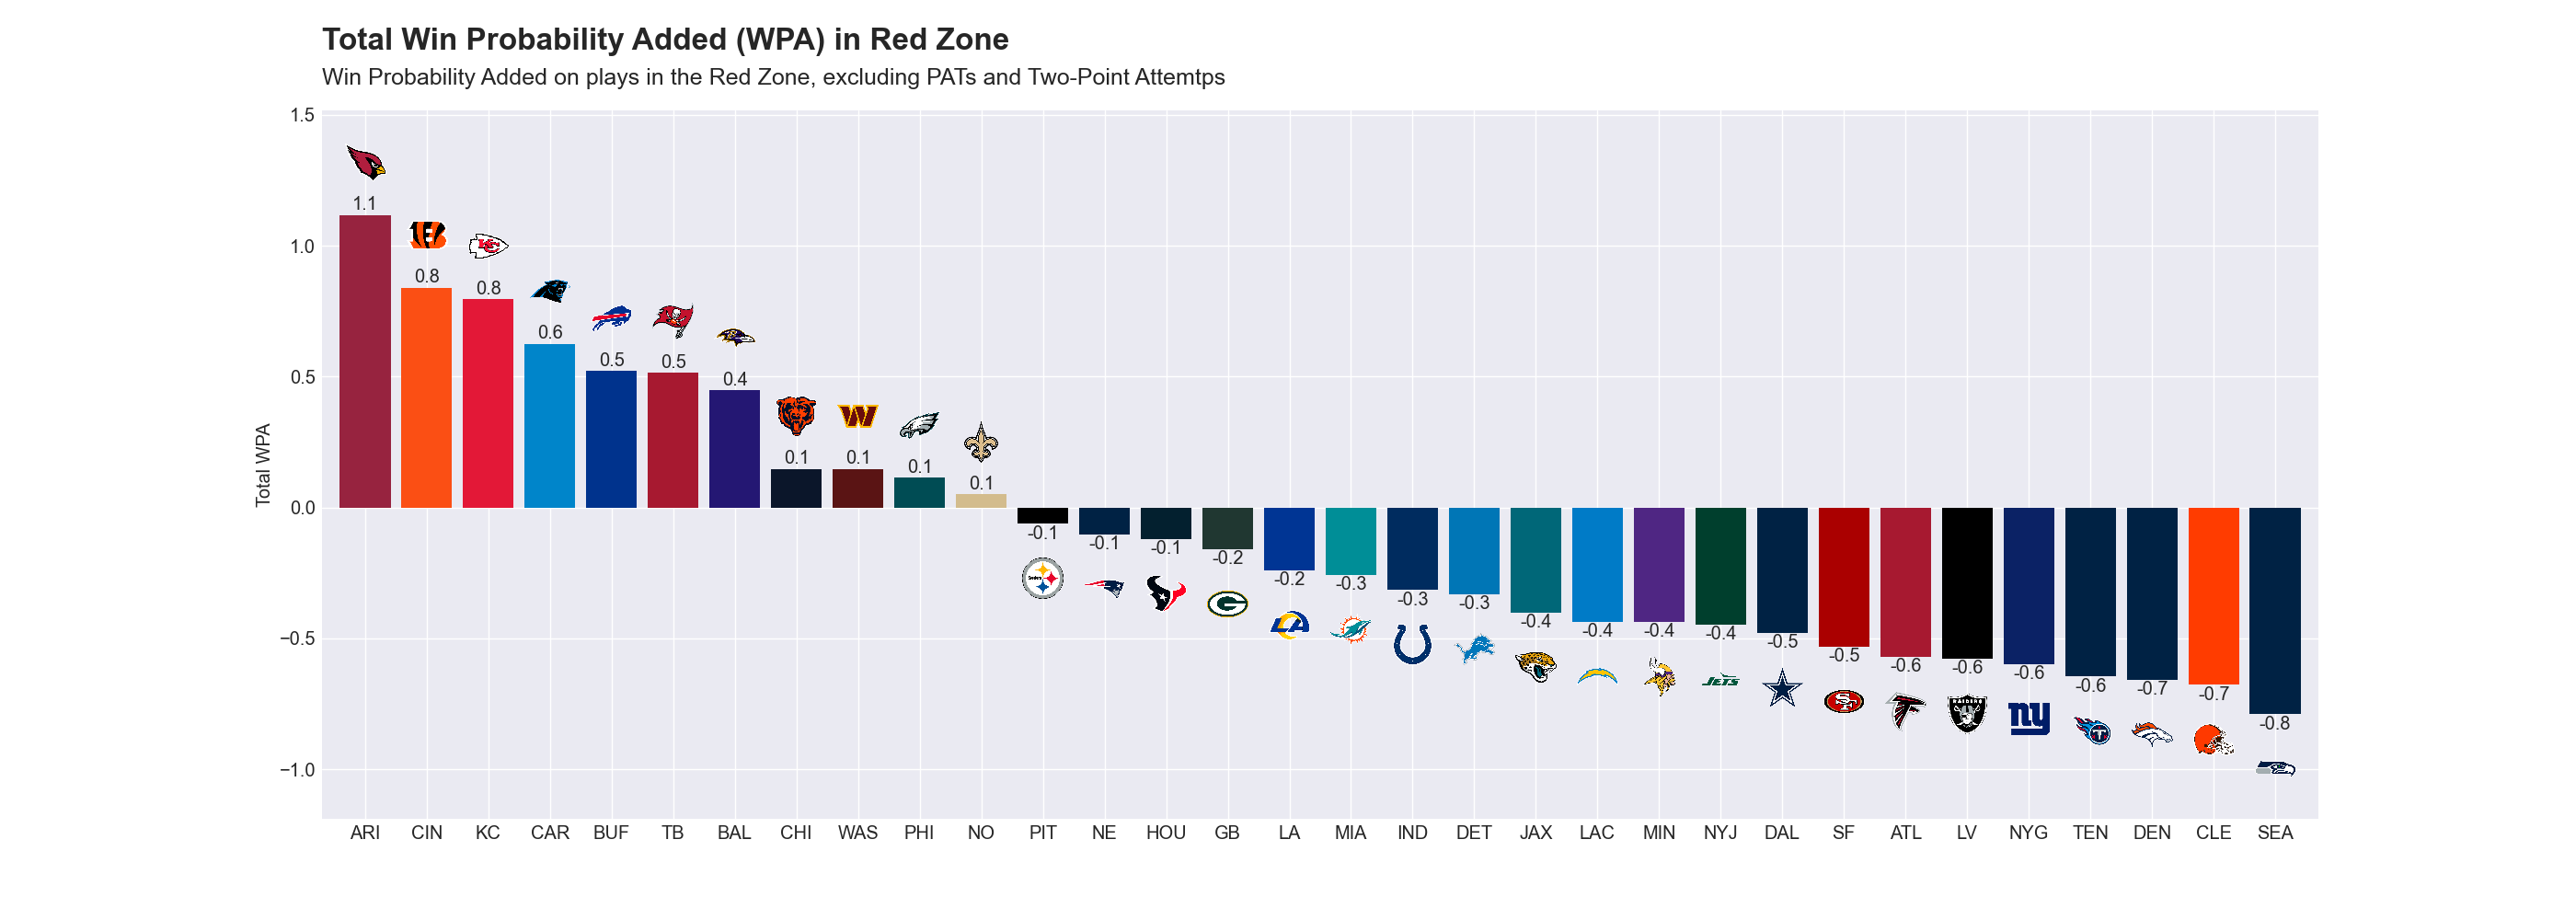 Total Win Probability Added (WPA) in Red Zone
Win Probability Added on plays in the Red Zone, excluding PATs and Two-Point Attemtps
1.5
1.0
0.5
0.0
−0.5
−1.0
Total WPA
1.1
0.8
0.8
0.6
0.5
0.5
0.4
0.1
0.1
0.1
0.1
-0.1
-0.1
-0.1
-0.2
-0.2
-0.3
-0.3
-0.3
-0.4
-0.4
-0.4
-0.4
-0.5
-0.5
-0.6
-0.6
-0.6
-0.6
-0.7
-0.7
-0.8
KC
W
Steelers
G
LA
JETS
SF
RAIDERS
ny
T
ARI CIN KC CAR BUF TB BAL CHI WAS PHI NO PIT NE HOU GB LA MIA IND DET JAX LAC MIN NYJ DAL SF ATL LV NYG TEN DEN CLE SEA